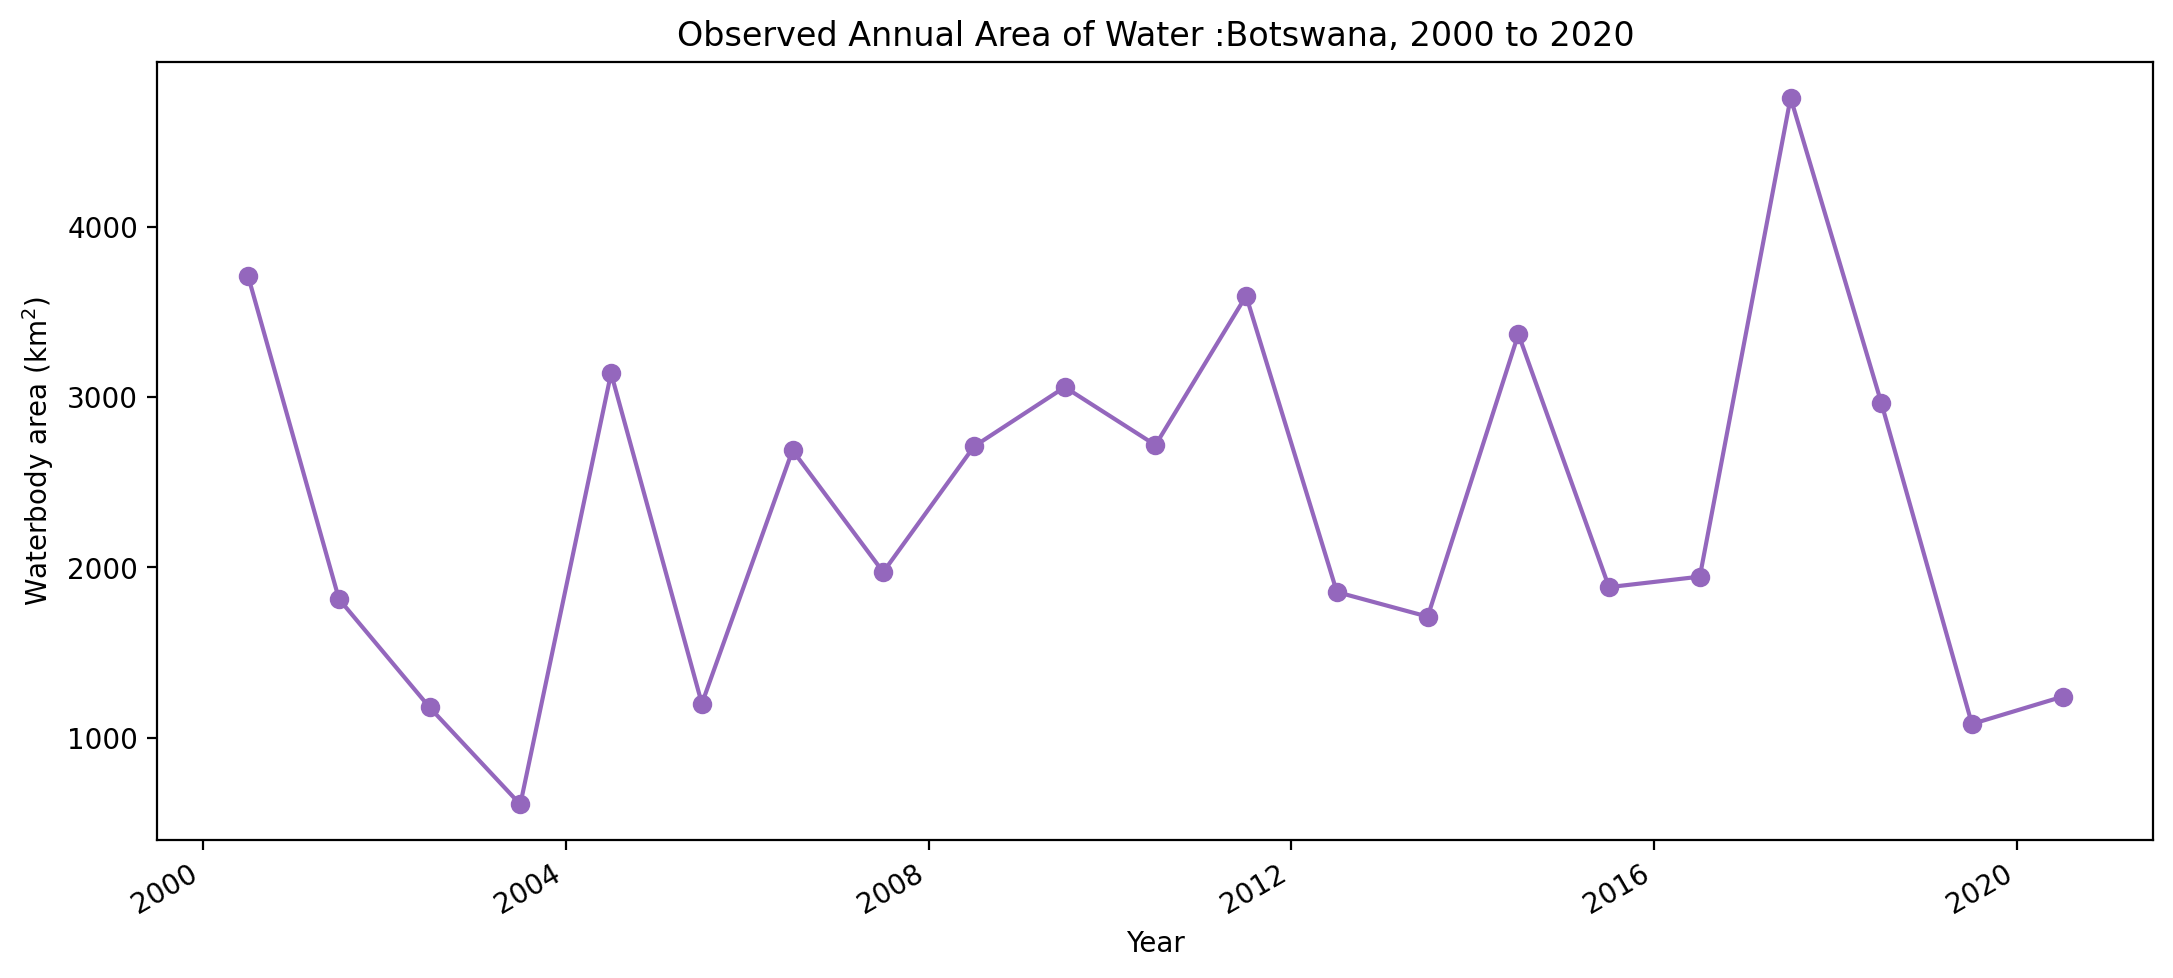 Observed Annual Area of Water :Botswana, 2000 to 2020
Waterbody area (km²)
4000
3000
2000
1000
2000 2004 2008 2012 2016 2020
Year